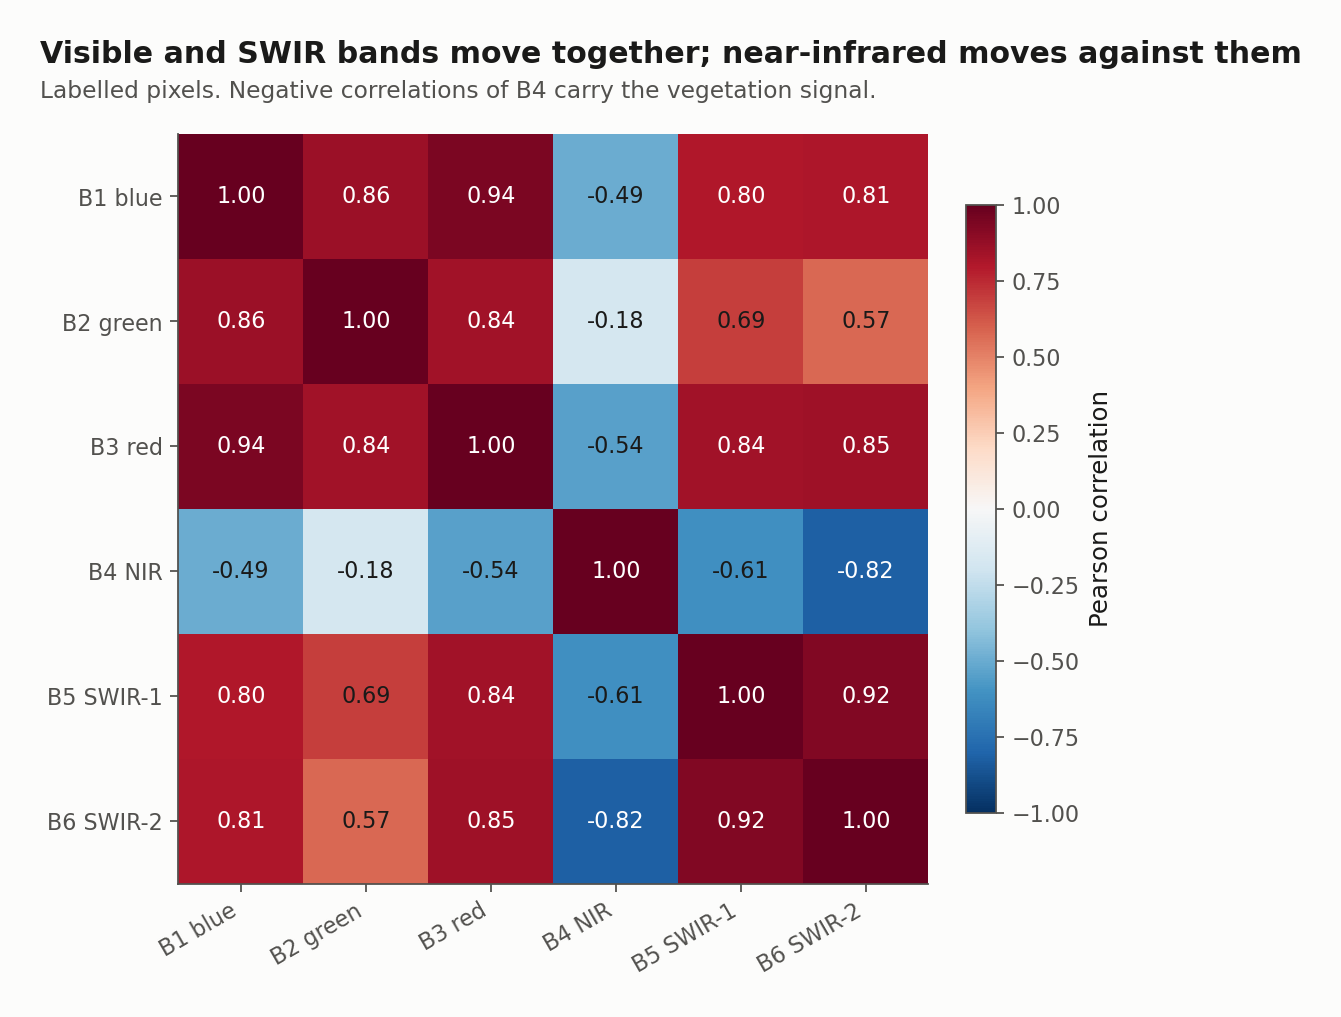 Visible and SWIR bands move together; near-infrared moves against them
Labelled pixels. Negative correlations of B4 carry the vegetation signal.
B1 blue 1.00 0.86 0.94 -0.49 0.80 0.81
B2 green 0.86 1.00 0.84 -0.18 0.69 0.57
B3 red 0.94 0.84 1.00 -0.54 0.84 0.85
B4 NIR -0.49 -0.18 -0.54 1.00 -0.61 -0.82
B5 SWIR-1 0.80 0.69 0.84 -0.61 1.00 0.92
B6 SWIR-2 0.81 0.57 0.85 -0.82 0.92 1.00
B1 blue B2 green B3 red B4 NIR B5 SWIR-1 B6 SWIR-2
1.00
0.75
0.50
0.25
0.00
−0.25
−0.50
−0.75
−1.00
Pearson correlation